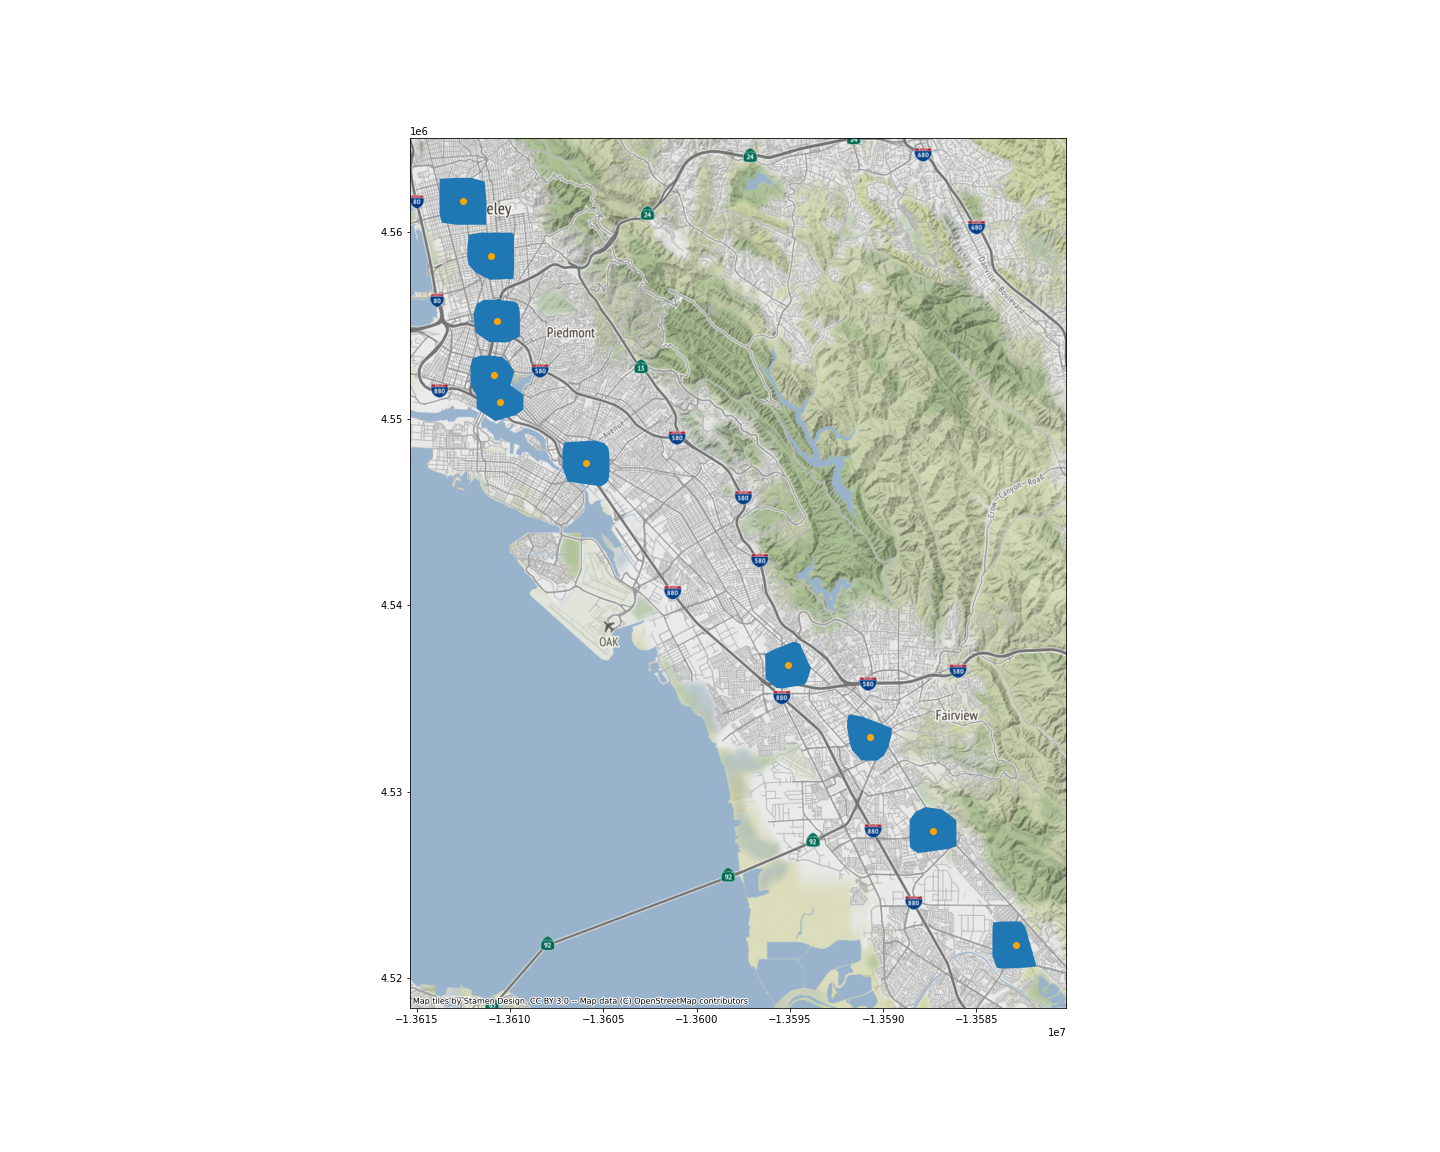 1e6
24
24
680
80
eley
24
4.56
680
Danville Boulevard
80
Piedmont
13
580
880
4.55
Avenue
580
Crow Canyon Road
580
580
4.54
880
OAK
580
580
880
Fairview
4.53
880
92
92
880
92
4.52
Map tiles by Stamen Design, CC BY 3.0 -- Map data (C) OpenStreetMap contributors
−1.3615 −1.3610 −1.3605 −1.3600 −1.3595 −1.3590 −1.3585
1e7